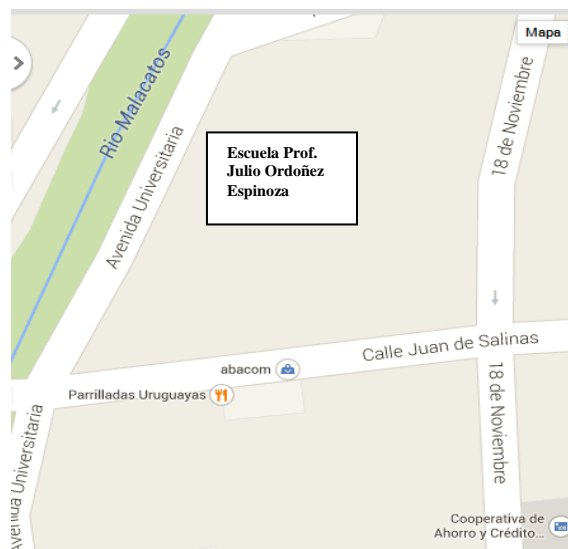 Mapa
Rio Malacatos
18 de Noviembre
Escuela Prof.
Julio Ordoñez
Espinoza
Avenida Universitaria
Calle Juan de Salinas
abacom
Parrilladas Uruguayas
18 de Noviembre
Avenida Universitaria
Cooperativa de
Ahorro y Crédito...